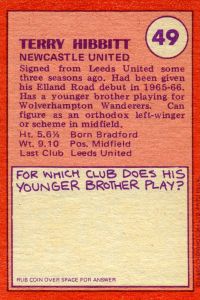 TERRY HIBBITT
49
NEWCASTLE UNITED
Signed from Leeds United some
three seasons ago. Had been given
his Elland Road debut in 1965-66.
Has a younger brother playing for
Wolverhampton Wanderers. Can
figure as an orthodox left-winger
or scheme in midfield.
Ht. 5.6½ Born Bradford
Wt. 9.10 Pos. Midfield
Last Club Leeds United
FOR WHICH CLUB DOES HIS
YOUNGER BROTHER PLAY?
RUB COIN OVER SPACE FOR ANSWER